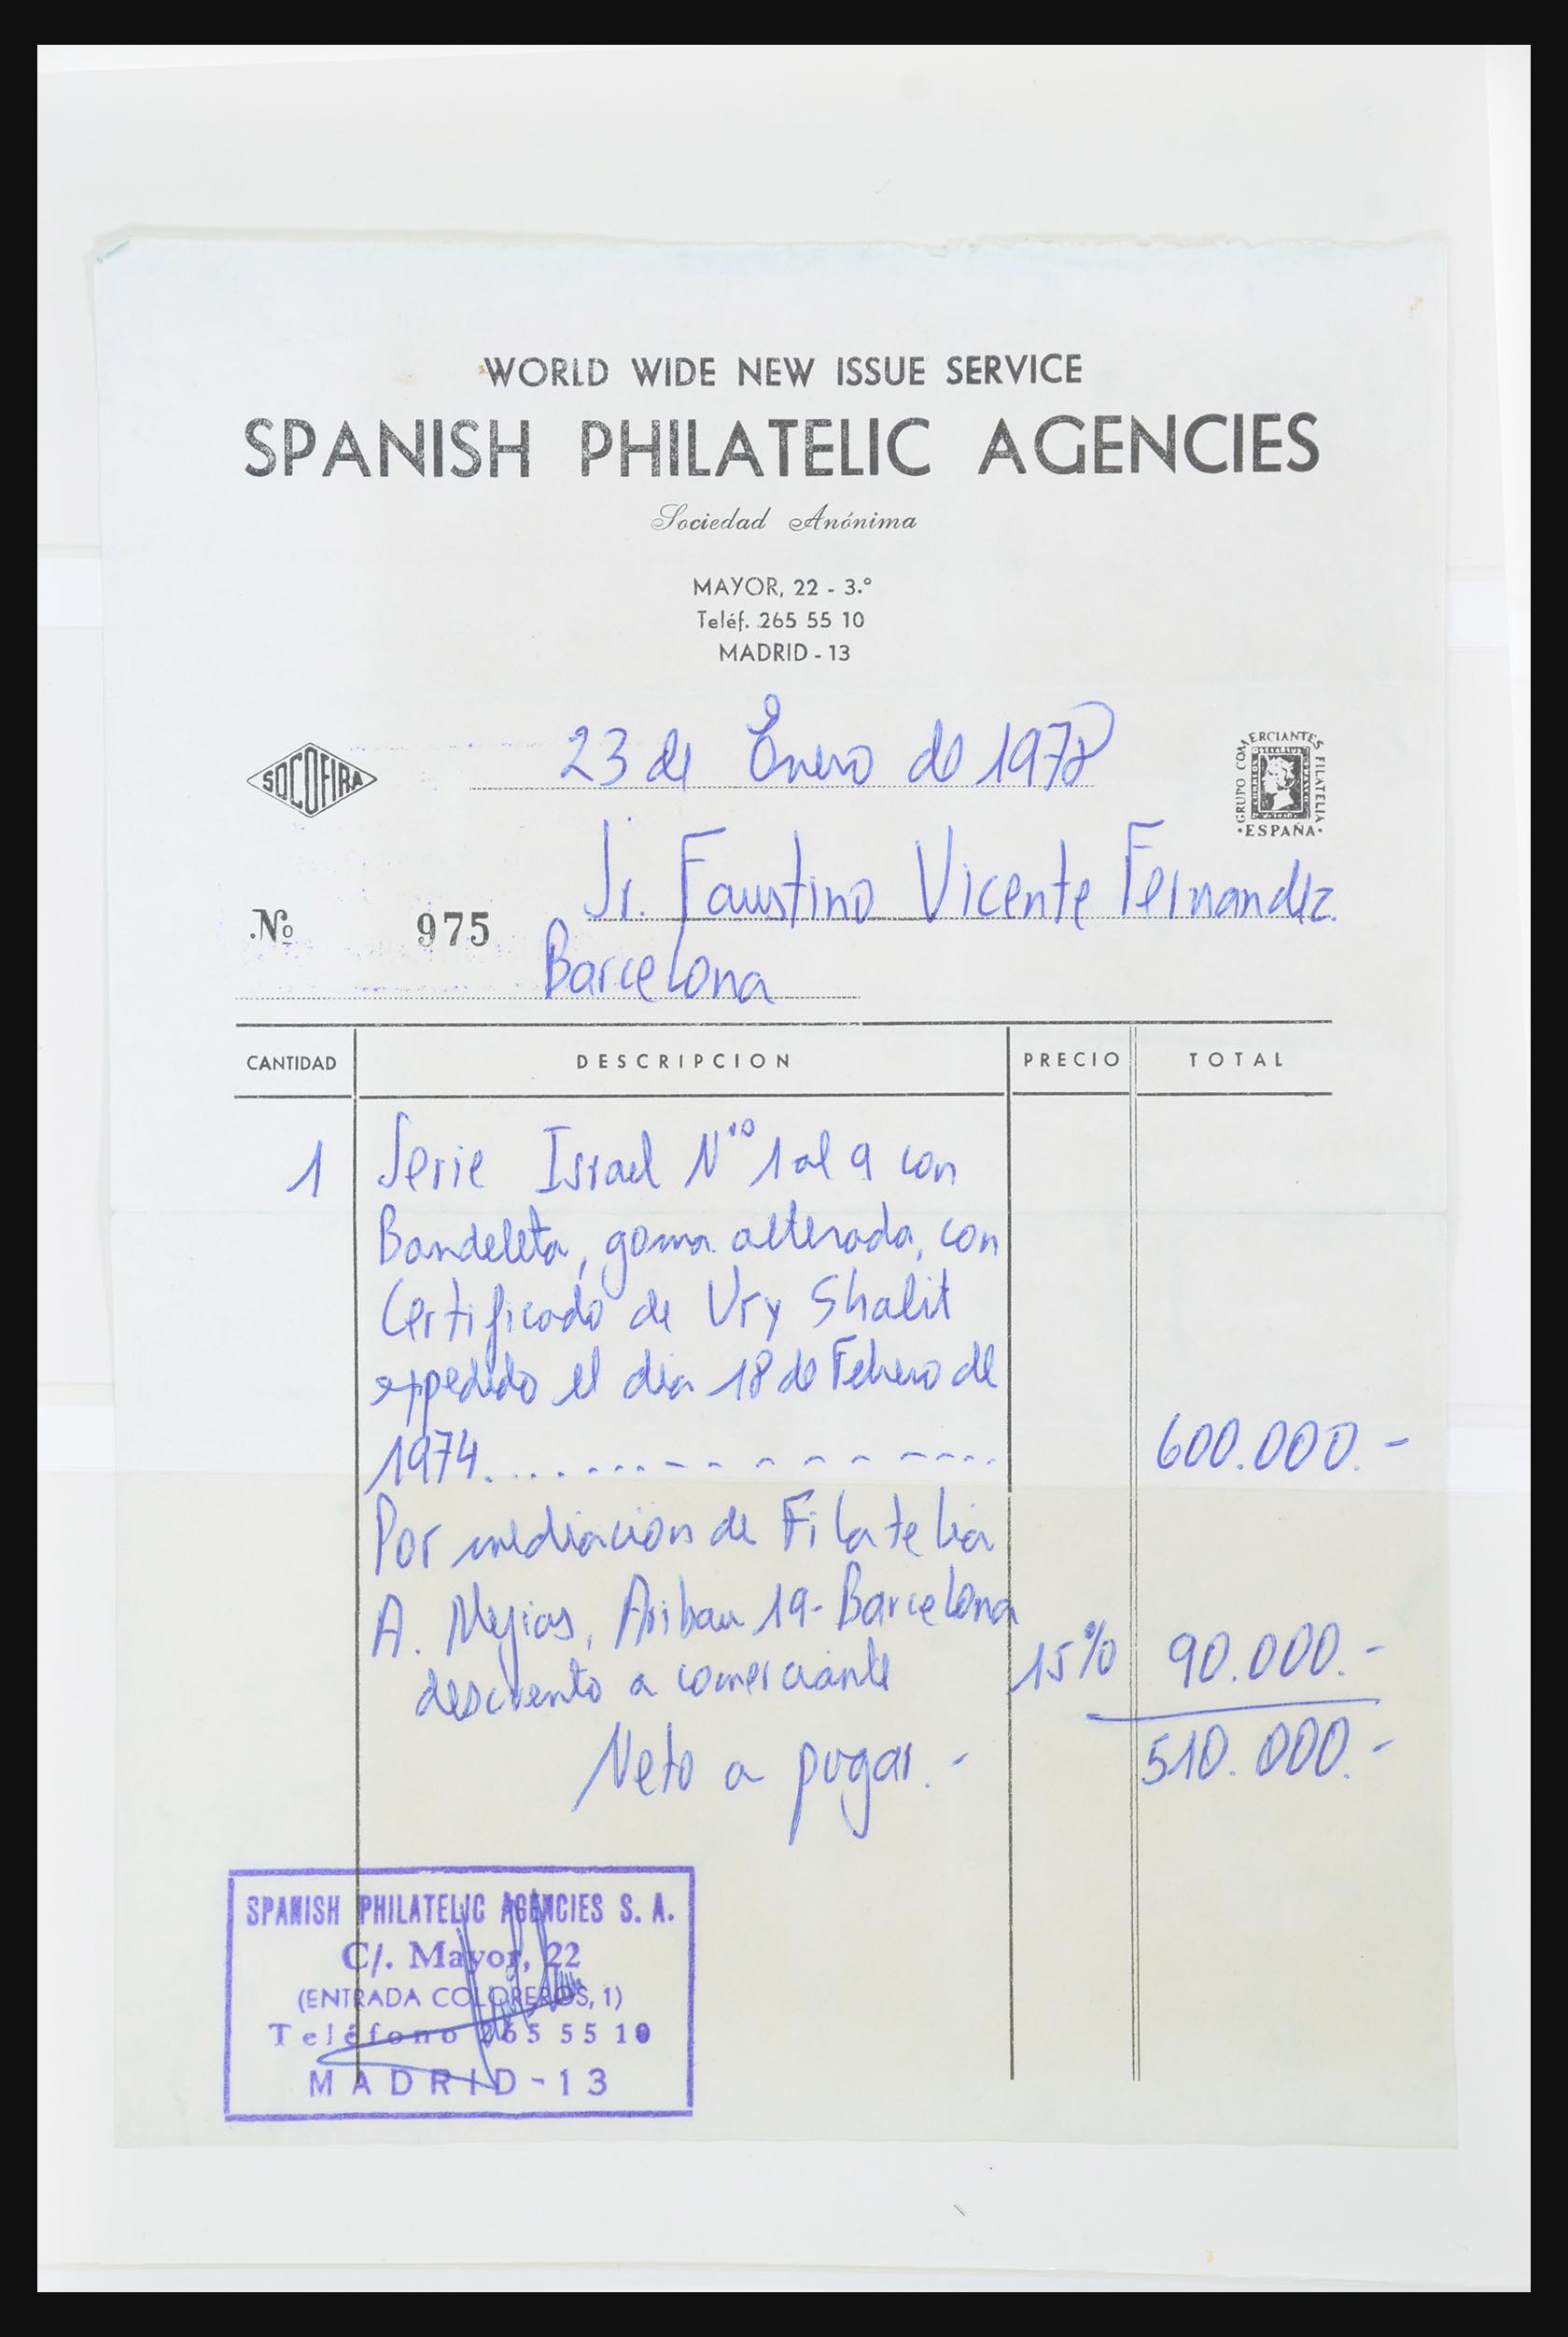 WORLD WIDE NEW ISSUE SERVICE
SPANISH PHILATELIC AGENCIES
Sociedad Anónima
MAYOR, 22 - 3.º
Teléf. 265 55 10
MADRID - 13
SOCOFIRA
23 de Enero de 1978
GRUPO COMERCIANTES FILATELIA
· ESPAÑA ·
Sr. Faustino Vicente Fernandez
Nº 975
Barcelona
CANTIDAD DESCRIPCION PRECIO TOTAL
1 Serie Israel Nºº 1 al 9 con
Bandeleta, goma alterada, con
Certificado de Ury Shalit
expedido el dia 18 de Febrero de
1974. 600.000.-
Por mediacion de Filatelia
A. Mejias, Aribau 19 - Barcelona
descuento a comerciante 15% 90.000.-
Neto a pagar.- 510.000.-
SPANISH PHILATELIC AGENCIES S. A.
C/. Mayor, 22
(ENTRADA COLOREROS, 1)
Teléfono 265 55 10
MADRID-13